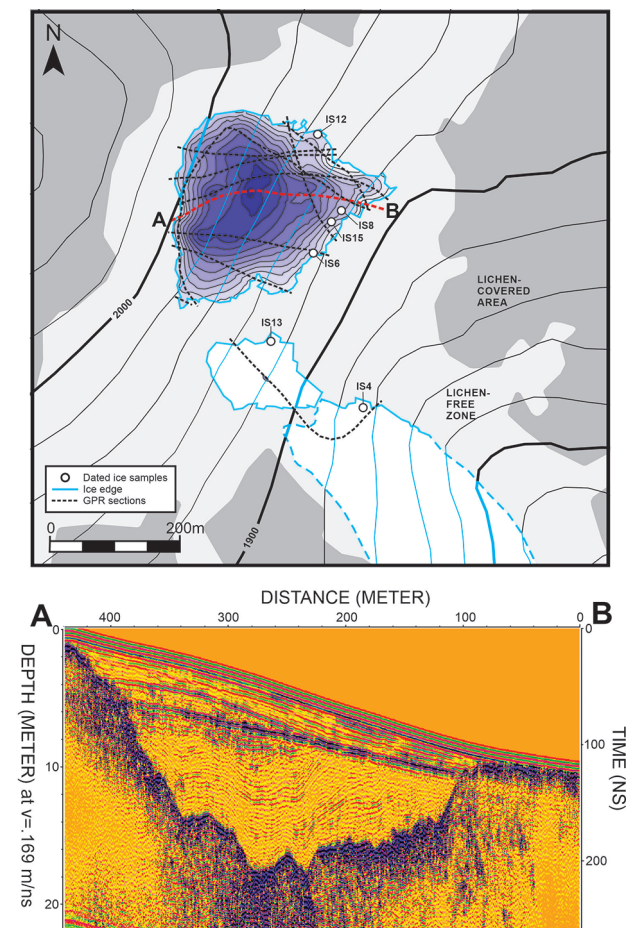 N
IS12
A
B
IS8
IS15
IS6
LICHEN-
COVERED
AREA
2000
IS13
IS4
LICHEN-
FREE
ZONE
Dated ice samples
Ice edge
GPR sections
0 200m
1900
DISTANCE (METER)
A B
400 300 200 100 0
0 0
DEPTH (METER) at v=.169 m/ns
TIME (NS)
100
10
200
20